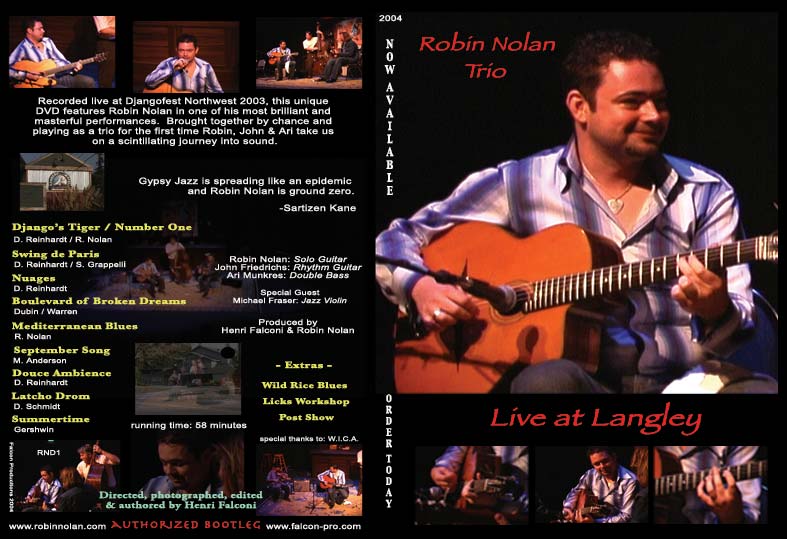 Recorded live at Djangofest Northwest 2003, this unique
DVD features Robin Nolan in one of his most brilliant and
masterful performances. Brought together by chance and
playing as a trio for the first time Robin, John & Ari take us
on a scintillating journey into sound.
Gypsy Jazz is spreading like an epidemic
and Robin Nolan is ground zero.
-Sartizen Kane
Django's Tiger / Number One
D. Reinhardt / R. Nolan
Swing de Paris
D. Reinhardt / S. Grappelli
Nuages
D. Reinhardt
Boulevard of Broken Dreams
Dubin / Warren
Mediterranean Blues
R. Nolan
September Song
M. Anderson
Douce Ambience
D. Reinhardt
Latcho Drom
D. Schmidt
Summertime
Gershwin
Robin Nolan: Solo Guitar
John Friedrichs: Rhythm Guitar
Ari Munkres: Double Bass
Special Guest
Michael Fraser: Jazz Violin
Produced by
Henri Falconi & Robin Nolan
- Extras -
Wild Rice Blues
Licks Workshop
Post Show
running time: 58 minutes
special thanks to: W.I.C.A.
RND1
Falcon Productions 2004
Directed, photographed, edited
& authored by Henri Falconi
www.robinnolan.com AUTHORIZED BOOTLEG www.falcon-pro.com
2004
NOW AVAILABLE
ORDER TODAY
Robin Nolan
Trio
Live at Langley